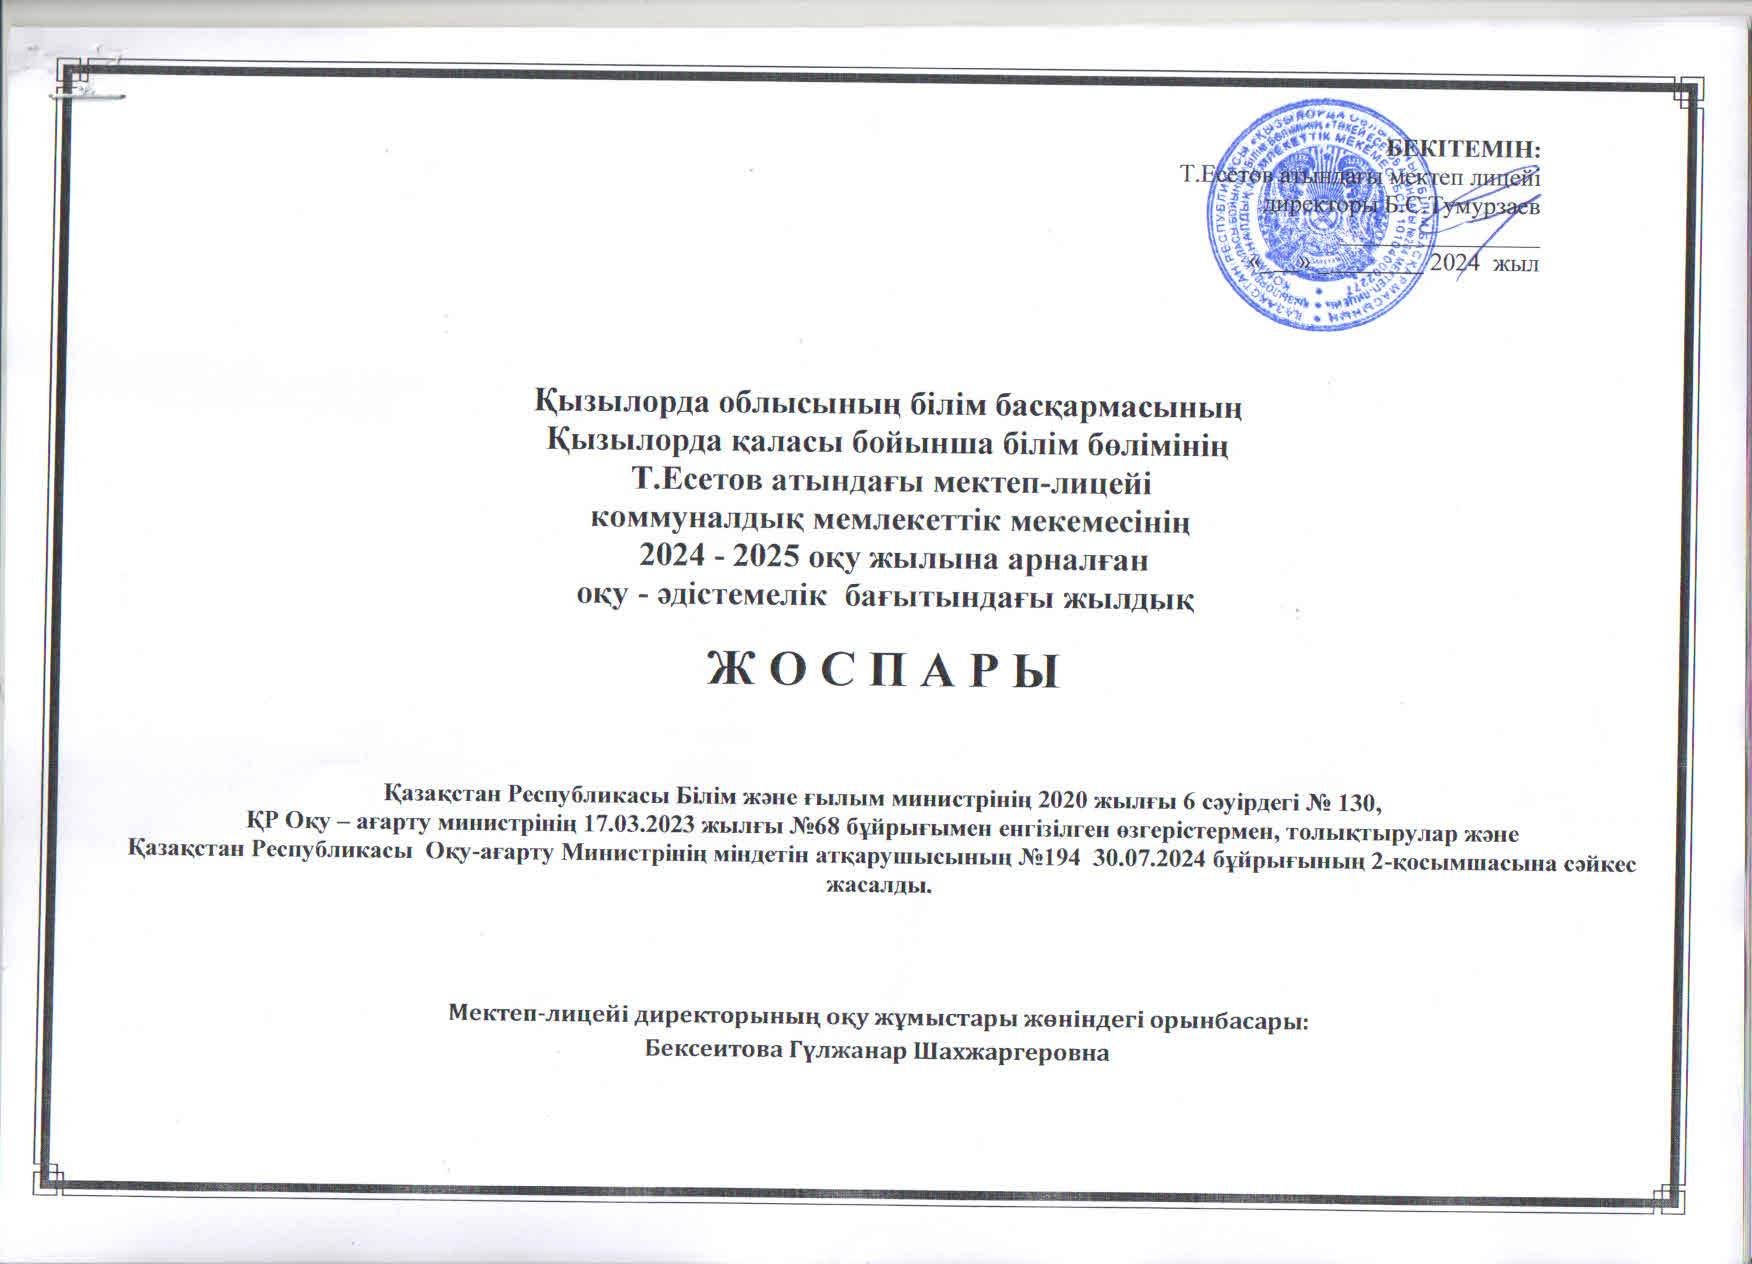 БЕКІТЕМІН:
Т.Есетов атындағы мектеп лицейі
директоры Б.С.Тумурзаев
«___» ________ 2024 жыл
Қызылорда облысының білім басқармасының
Қызылорда қаласы бойынша білім бөлімінің
Т.Есетов атындағы мектеп-лицейі
коммуналдық мемлекеттік мекемесінің
2024 - 2025 оқу жылына арналған
оқу - әдістемелік бағытындағы жылдық
Ж О С П А Р Ы
Қазақстан Республикасы Білім және ғылым министрінің 2020 жылғы 6 сәуірдегі № 130,
ҚР Оқу – ағарту министрінің 17.03.2023 жылғы №68 бұйрығымен енгізілген өзгерістермен, толықтырулар және
Қазақстан Республикасы Оқу-ағарту Министрінің міндетін атқарушысының №194 30.07.2024 бұйрығының 2-қосымшасына сәйкес
жасалды.
Мектеп-лицейі директорының оқу жұмыстары жөніндегі орынбасары:
Бексеитова Гүлжанар Шахжаргеровна